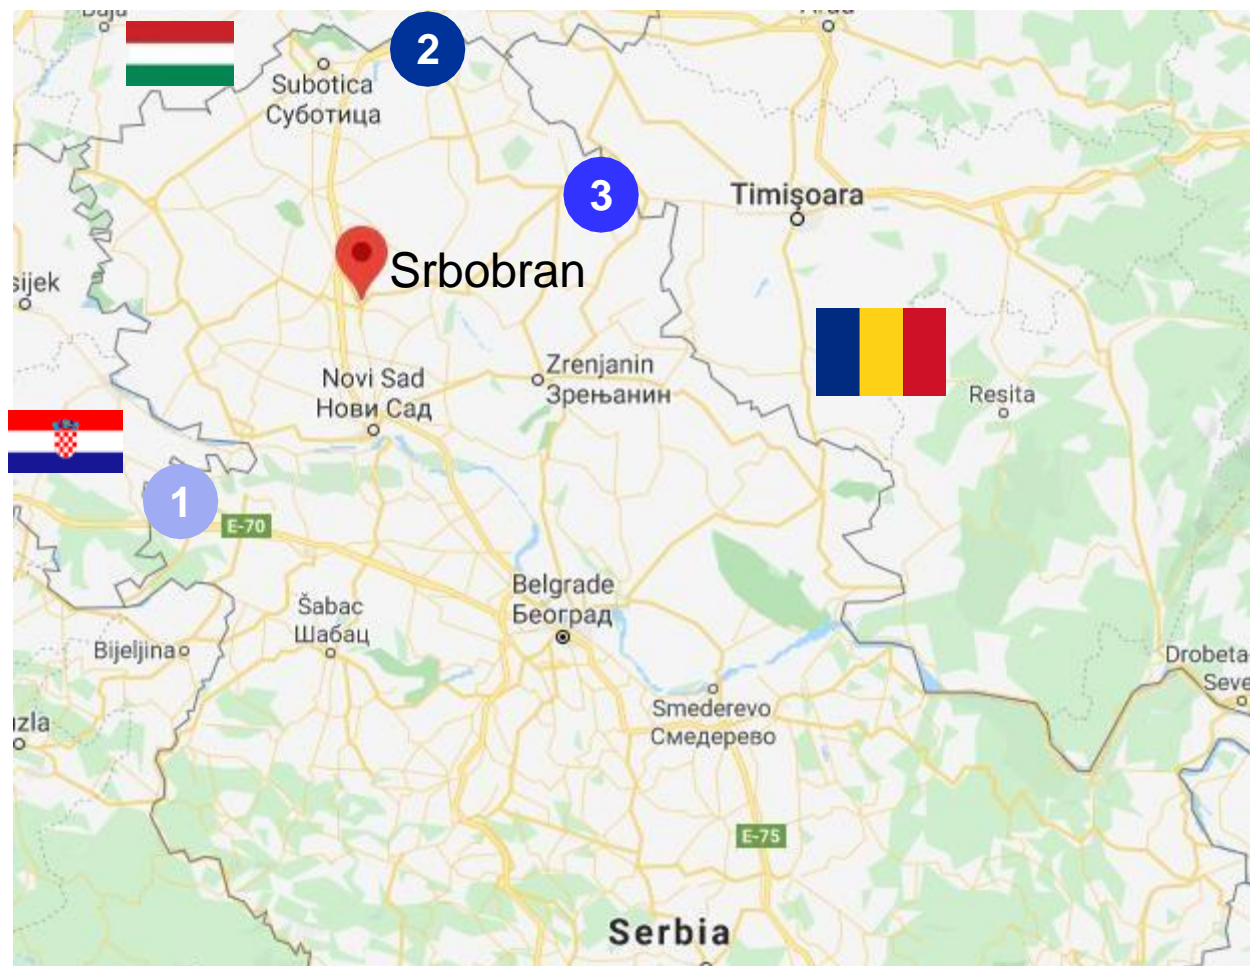 2
Subotica
Суботица
3
Timişoara
Srbobran
sijek
Zrenjanin
Зрењанин
Novi Sad
Нови Сад
Resita
1
E-70
Belgrade
Београд
Šabac
Шабац
Bijeljina
Drobeta-
Seve
Smederevo
Смедерево
ızla
E-75
Serbia